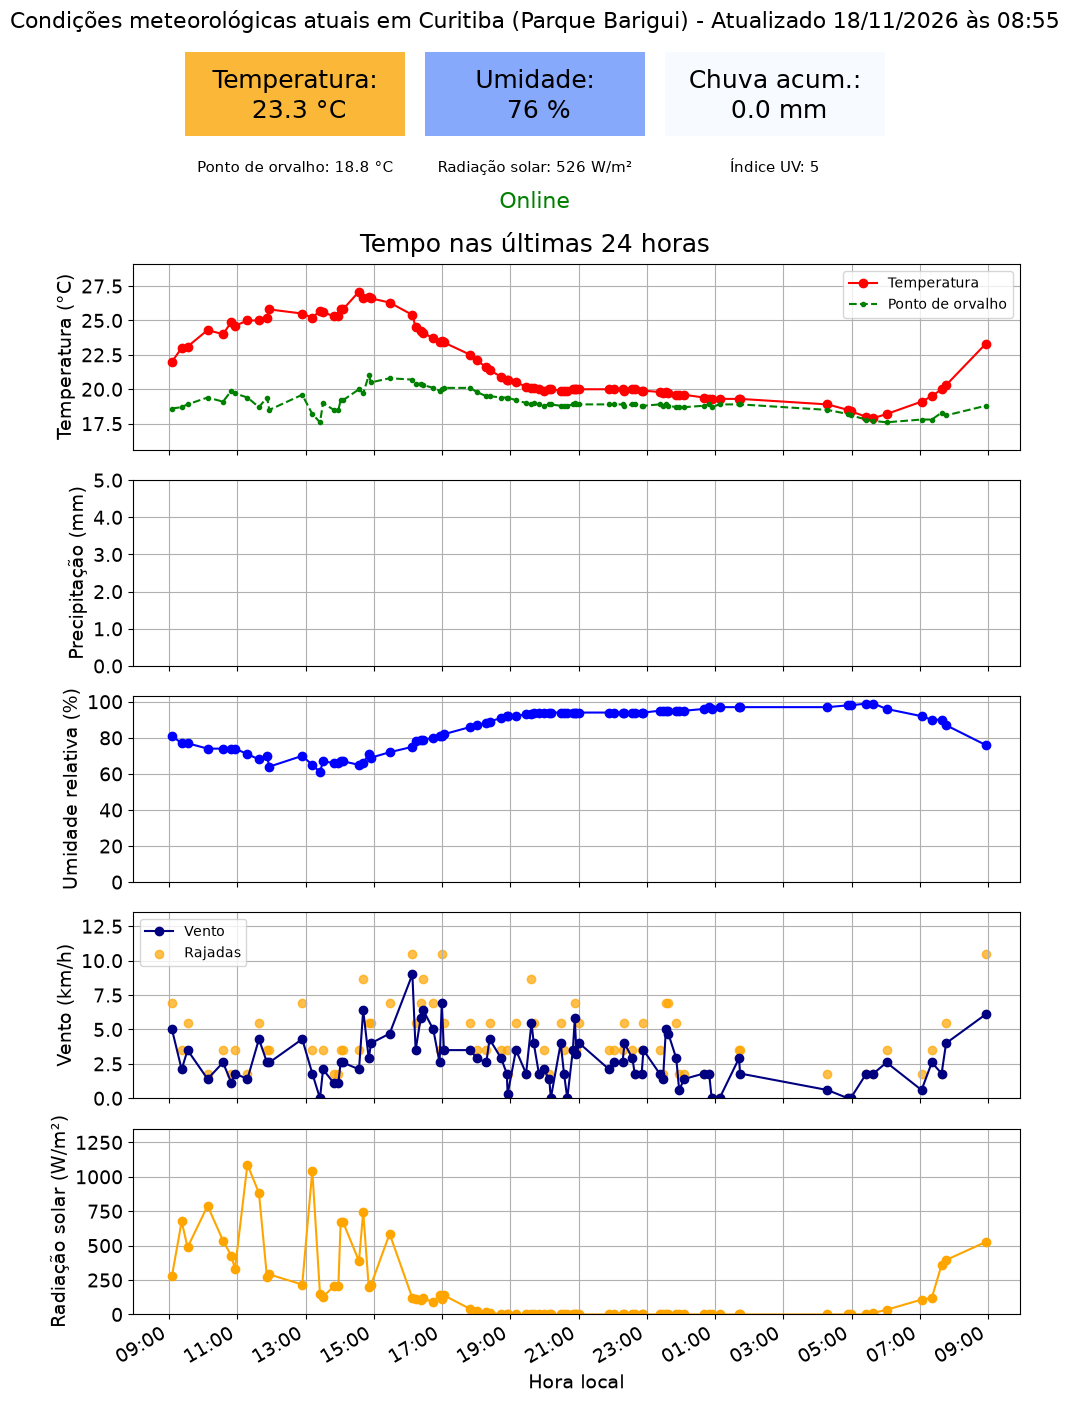 Condições meteorológicas atuais em Curitiba (Parque Barigui) - Atualizado 18/11/2026 às 08:55
Temperatura:
23.3 °C
Umidade:
76 %
Chuva acum.:
0.0 mm
Ponto de orvalho: 18.8 °C
Radiação solar: 526 W/m²
Índice UV: 5
Online
Tempo nas últimas 24 horas
Temperatura (°C)
27.5
25.0
22.5
20.0
17.5
Temperatura
Ponto de orvalho
Precipitação (mm)
5.0
4.0
3.0
2.0
1.0
0.0
Umidade relativa (%)
100
80
60
40
20
0
Vento (km/h)
12.5
10.0
7.5
5.0
2.5
0.0
Vento
Rajadas
Radiação solar (W/m²)
1250
1000
750
500
250
0
09:00
11:00
13:00
15:00
17:00
19:00
21:00
23:00
01:00
03:00
05:00
07:00
09:00
Hora local